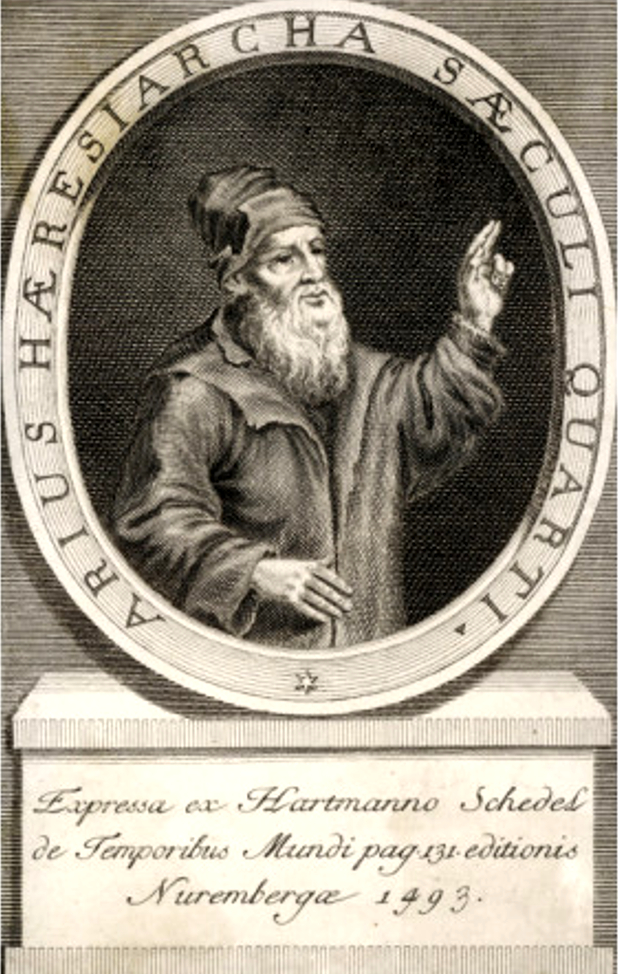 ARIUS HÆRESIARCHA SÆCULI QUARTI.
Expressa ex Hartmanno Schedel
de Temporibus Mundi pag. 131. editionis
Nurembergæ 1493.